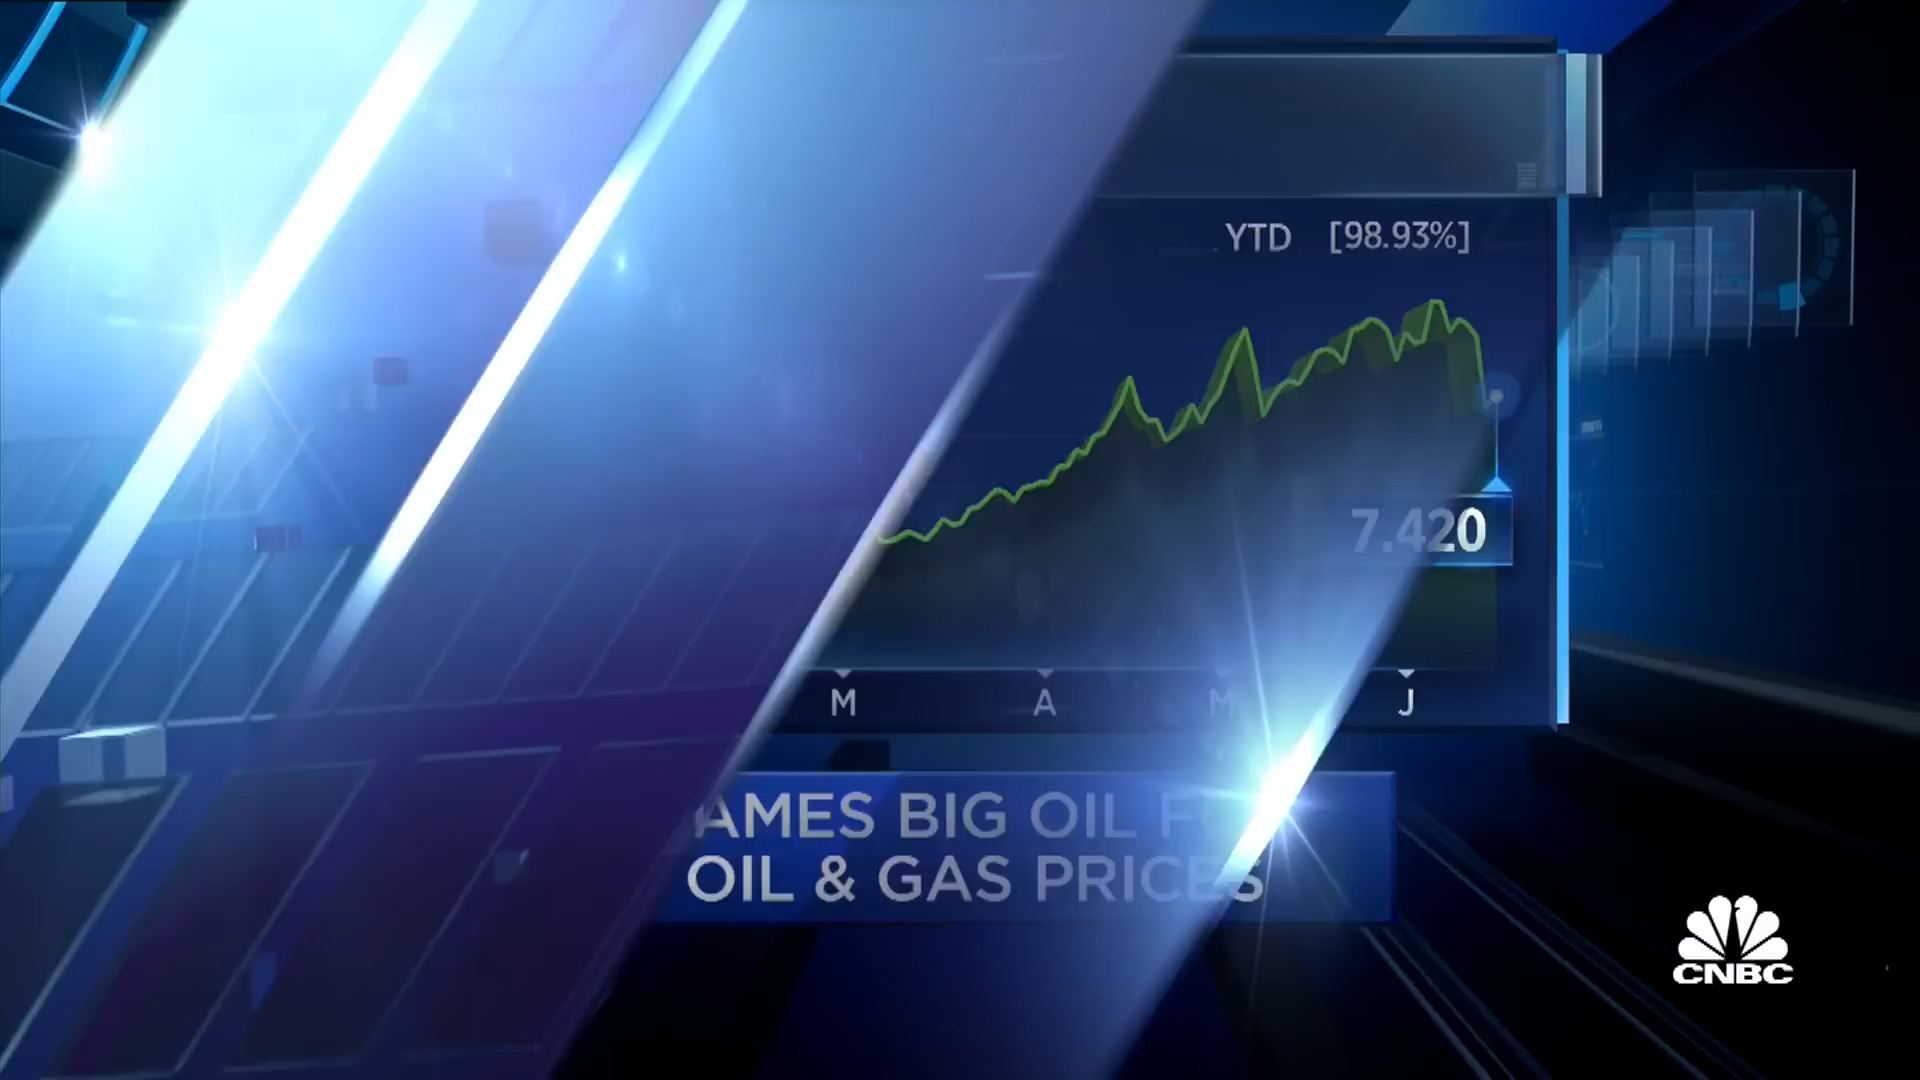 YTD [98.93%]
7.420
M A M J
AMES BIG OIL F
OIL & GAS PRICES
CNBC